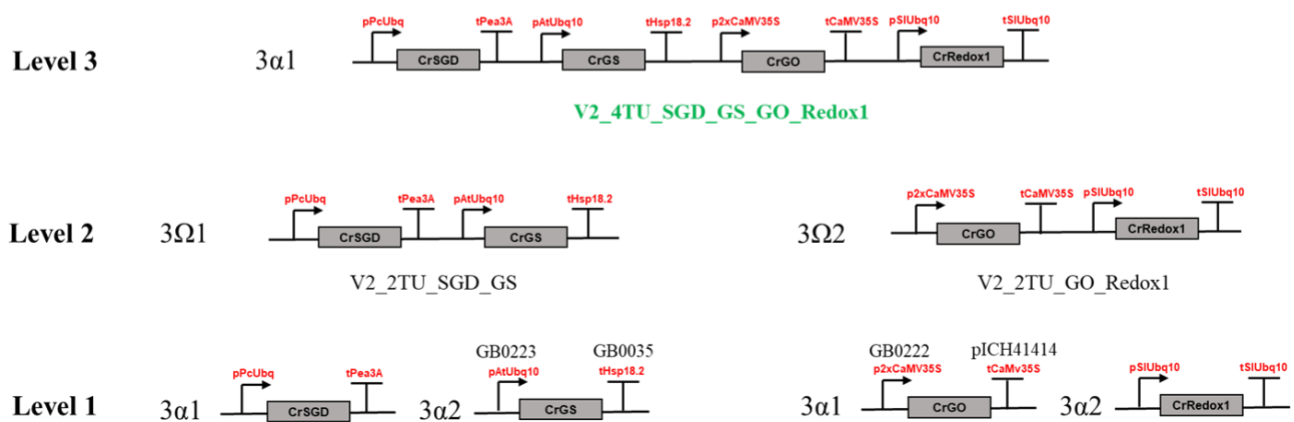 pPcUbq tPea3A pAtUbq10 tHsp18.2 p2xCaMV35S tCaMV35S pSlUbq10 tSlUbq10
Level 3 3α1 CrSGD CrGS CrGO CrRedox1
V2_4TU_SGD_GS_GO_Redox1
pPcUbq tPea3A pAtUbq10 tHsp18.2 p2xCaMV35S tCaMV35S pSlUbq10 tSlUbq10
Level 2 3Ω1 CrSGD CrGS 3Ω2 CrGO CrRedox1
V2_2TU_SGD_GS V2_2TU_GO_Redox1
GB0223 GB0035 GB0222 pICH41414
pPcUbq tPea3A pAtUbq10 tHsp18.2 p2xCaMV35S tCaMv35S pSlUbq10 tSlUbq10
Level 1 3α1 CrSGD 3α2 CrGS 3α1 CrGO 3α2 CrRedox1